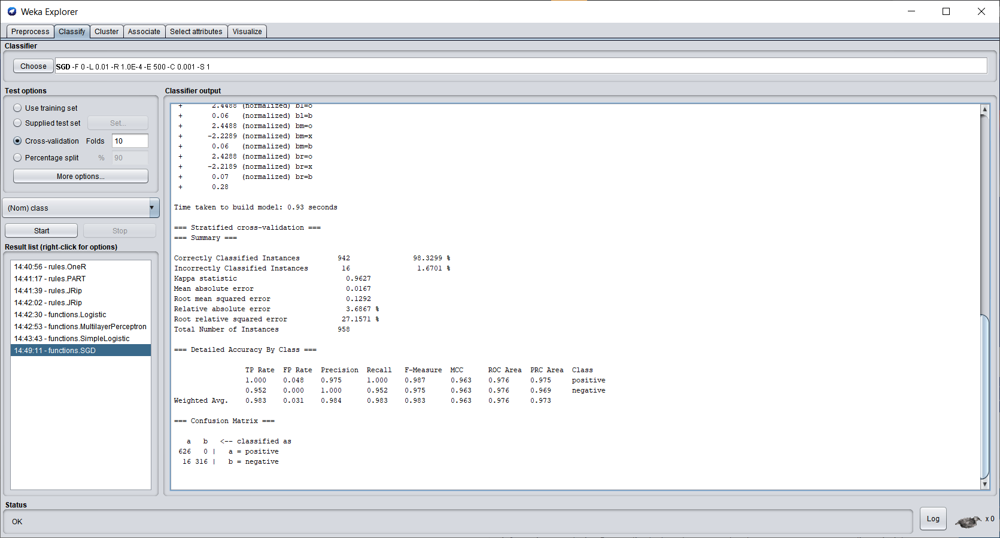 Weka Explorer
Preprocess Classify Cluster Associate Select attributes Visualize
Classifier
Choose SGD -F 0 -L 0.01 -R 1.0E-4 -E 500 -C 0.001 -S 1
Test options
Use training set
Supplied test set Set...
Cross-validation Folds 10
Percentage split % 90
More options...
(Nom) class
Start Stop
Result list (right-click for options)
14:40:56 - rules.OneR
14:41:17 - rules.PART
14:41:39 - rules.JRip
14:42:02 - rules.JRip
14:42:30 - functions.Logistic
14:42:53 - functions.MultilayerPerceptron
14:43:43 - functions.SimpleLogistic
14:49:11 - functions.SGD
Classifier output
+ 2.4488 (normalized) bl=o
+ 0.06 (normalized) bl=b
+ 2.4488 (normalized) bm=o
+ -2.2289 (normalized) bm=x
+ 0.06 (normalized) bm=b
+ 2.4288 (normalized) br=o
+ -2.2189 (normalized) br=x
+ 0.07 (normalized) br=b
+ 0.28
Time taken to build model: 0.93 seconds
=== Stratified cross-validation ===
=== Summary ===
Correctly Classified Instances 942 98.3299 %
Incorrectly Classified Instances 16 1.6701 %
Kappa statistic 0.9627
Mean absolute error 0.0167
Root mean squared error 0.1292
Relative absolute error 3.6867 %
Root relative squared error 27.1571 %
Total Number of Instances 958
=== Detailed Accuracy By Class ===
TP Rate FP Rate Precision Recall F-Measure MCC ROC Area PRC Area Class
1.000 0.048 0.975 1.000 0.987 0.963 0.976 0.975 positive
0.952 0.000 1.000 0.952 0.975 0.963 0.976 0.969 negative
Weighted Avg. 0.983 0.031 0.984 0.983 0.983 0.963 0.976 0.973
=== Confusion Matrix ===
a b <-- classified as
626 0 | a = positive
16 316 | b = negative
Status
OK
Log x 0